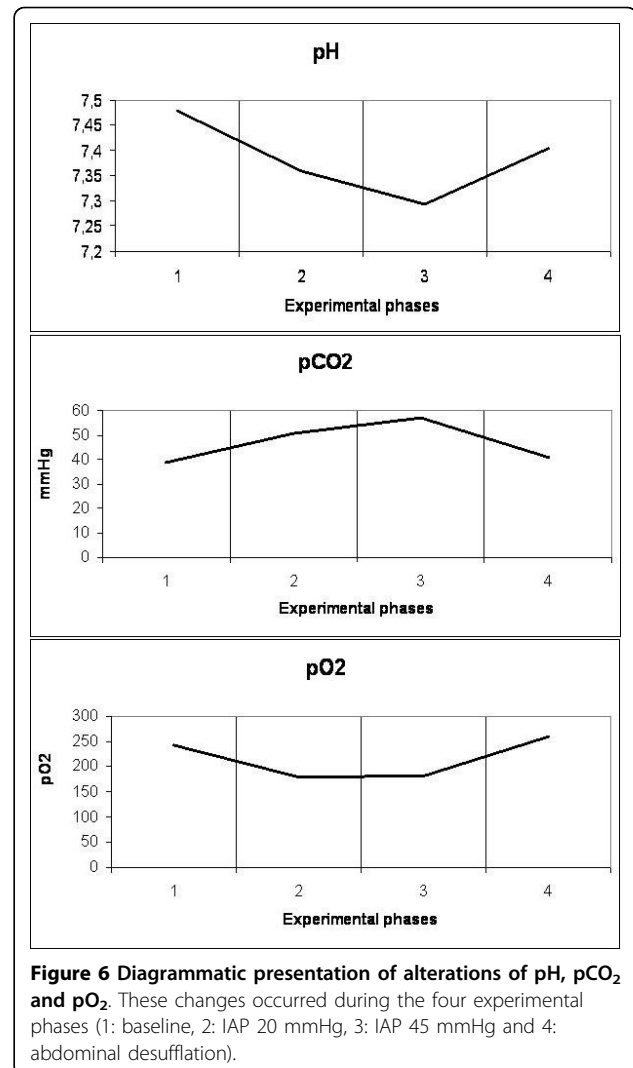 pH
7,5
7,45
7,4
7,35
7,3
7,25
7,2
1 2 3 4
Experimental phases
pCO2
mmHg
60
50
40
30
20
10
0
1 2 3 4
Experimental phases
pO2
pO2
300
250
200
150
100
50
0
1 2 3 4
Experimental phases
Figure 6 Diagrammatic presentation of alterations of pH, pCO₂
and pO₂. These changes occurred during the four experimental
phases (1: baseline, 2: IAP 20 mmHg, 3: IAP 45 mmHg and 4:
abdominal desufflation).